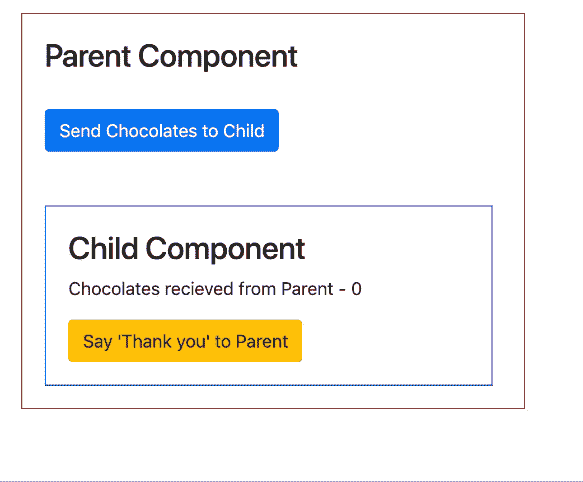 Parent Component
Send Chocolates to Child
Child Component
Chocolates recieved from Parent - 0
Say 'Thank you' to Parent